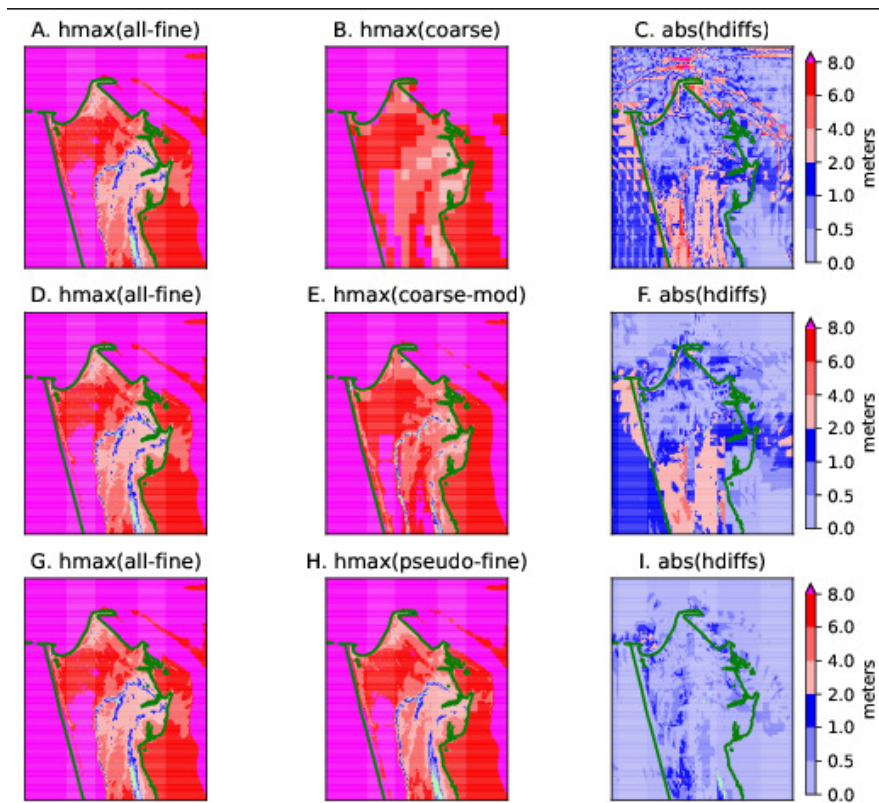 A. hmax(all-fine)
B. hmax(coarse)
C. abs(hdiffs)
8.0
6.0
4.0
2.0
1.0
0.5
0.0
meters
D. hmax(all-fine)
E. hmax(coarse-mod)
F. abs(hdiffs)
8.0
6.0
4.0
2.0
1.0
0.5
0.0
meters
G. hmax(all-fine)
H. hmax(pseudo-fine)
I. abs(hdiffs)
8.0
6.0
4.0
2.0
1.0
0.5
0.0
meters